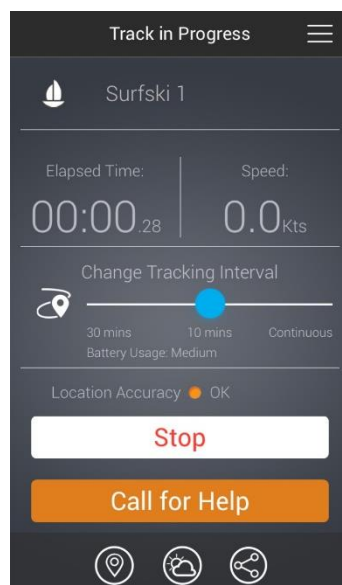 Track in Progress
Surfski 1
Elapsed Time: Speed:
00:00.28 0.0Kts
Change Tracking Interval
30 mins 10 mins Continuous
Battery Usage: Medium
Location Accuracy OK
Stop
Call for Help